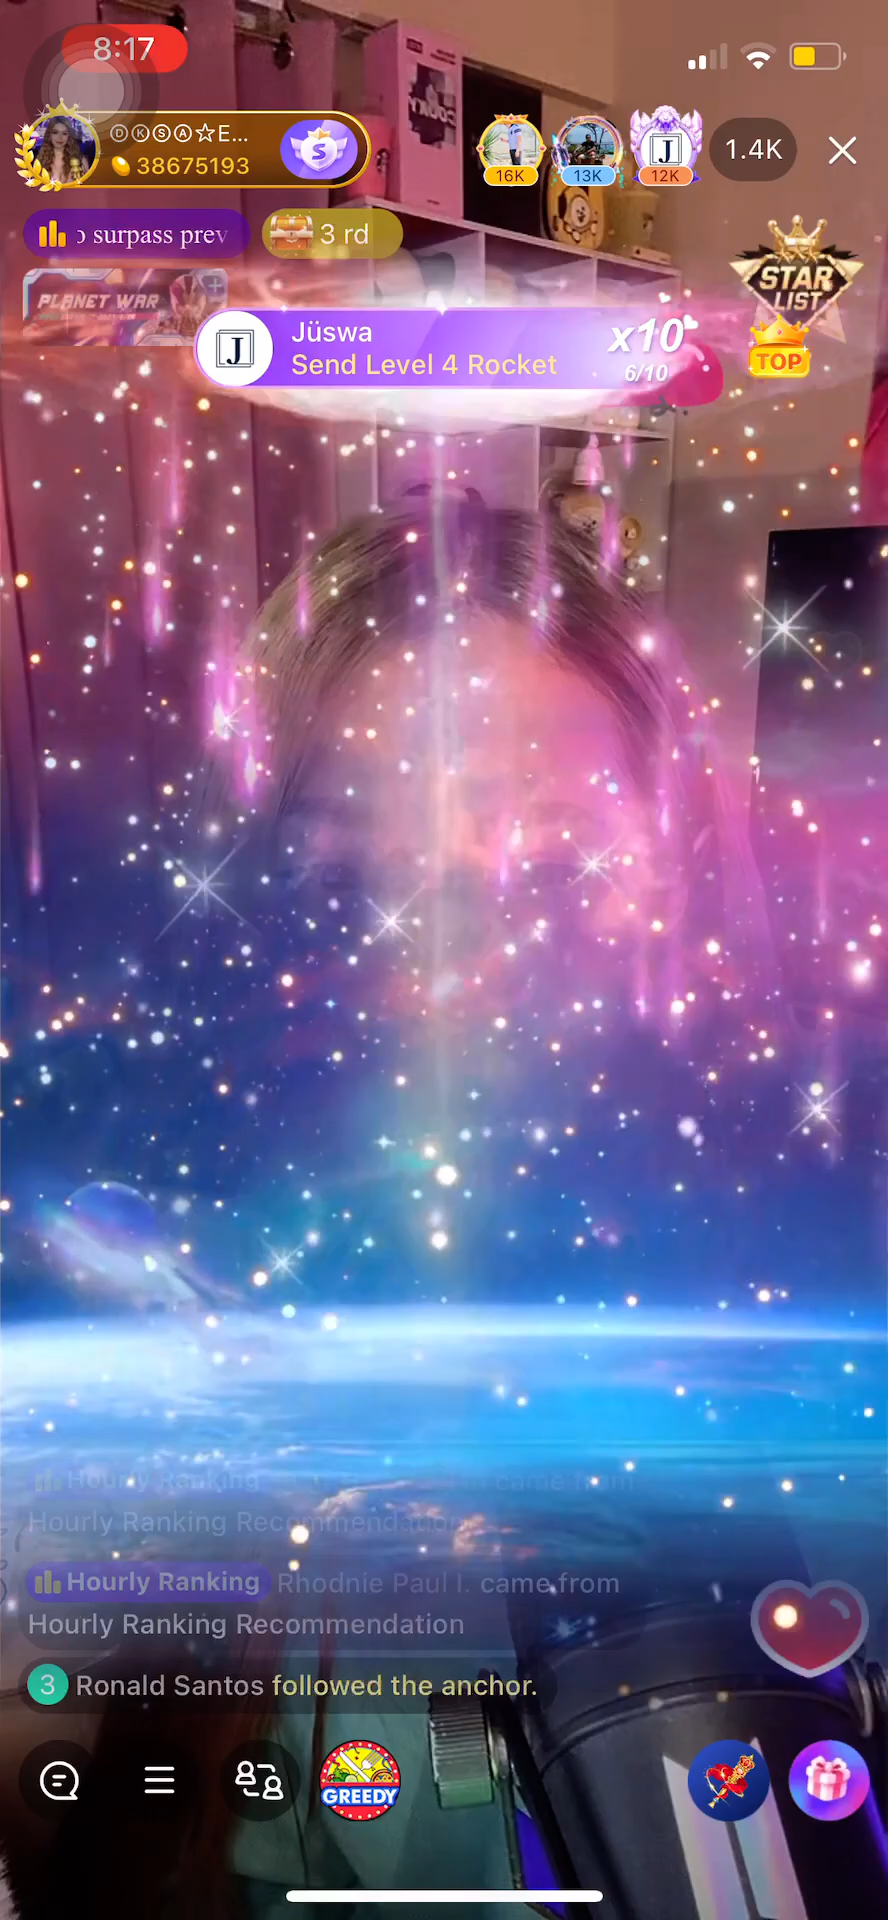 8:17
ⒹⓀⓈⒶ☆E...
38675193
S
16K
13K
J
12K
1.4K
o surpass prev
3 rd
PLANET WAR
STAR
LIST
TOP
J
Jüswa
Send Level 4 Rocket
x10
6/10
Hourly Ranking came from
Hourly Ranking Recommendation
Hourly Ranking Rhodnie Paul I. came from
Hourly Ranking Recommendation
3 Ronald Santos followed the anchor.
GREEDY